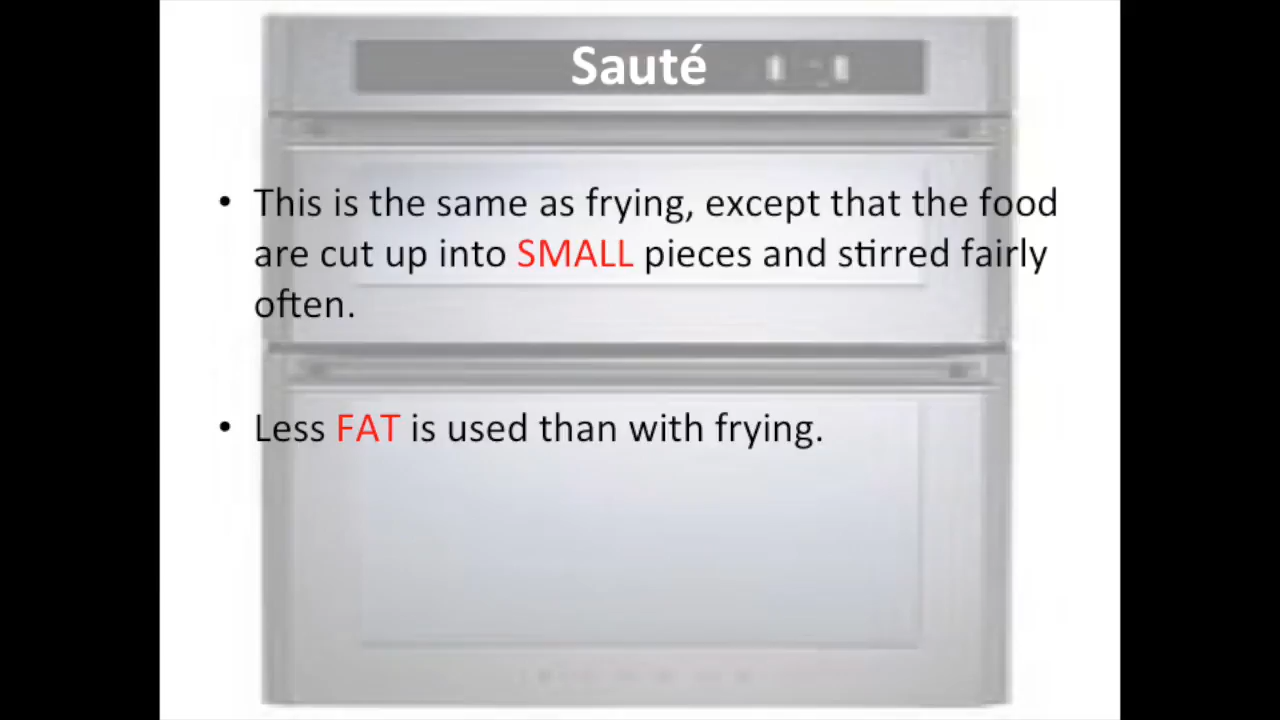 Sauté
• This is the same as frying, except that the food
are cut up into SMALL pieces and stirred fairly
often.
• Less FAT is used than with frying.